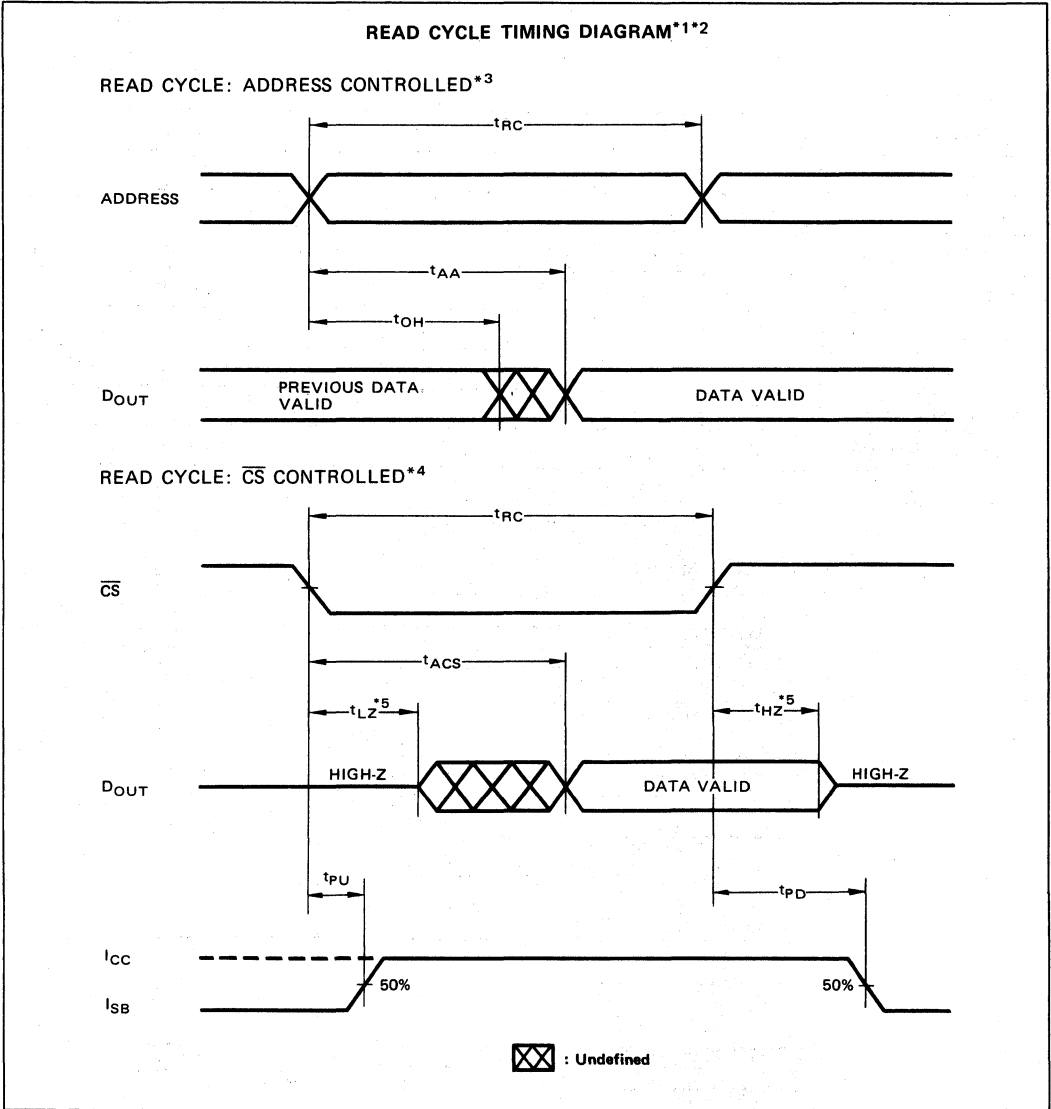 READ CYCLE TIMING DIAGRAM*1*2
READ CYCLE: ADDRESS CONTROLLED*3
tRC
ADDRESS
tAA
tOH
DOUT
PREVIOUS DATA
VALID
DATA VALID
READ CYCLE: C̅S̅ CONTROLLED*4
tRC
C̅S̅
tACS
tLZ*5
tHZ*5
DOUT
HIGH-Z
DATA VALID
HIGH-Z
tPU
tPD
ICC
50%
50%
ISB
: Undefined